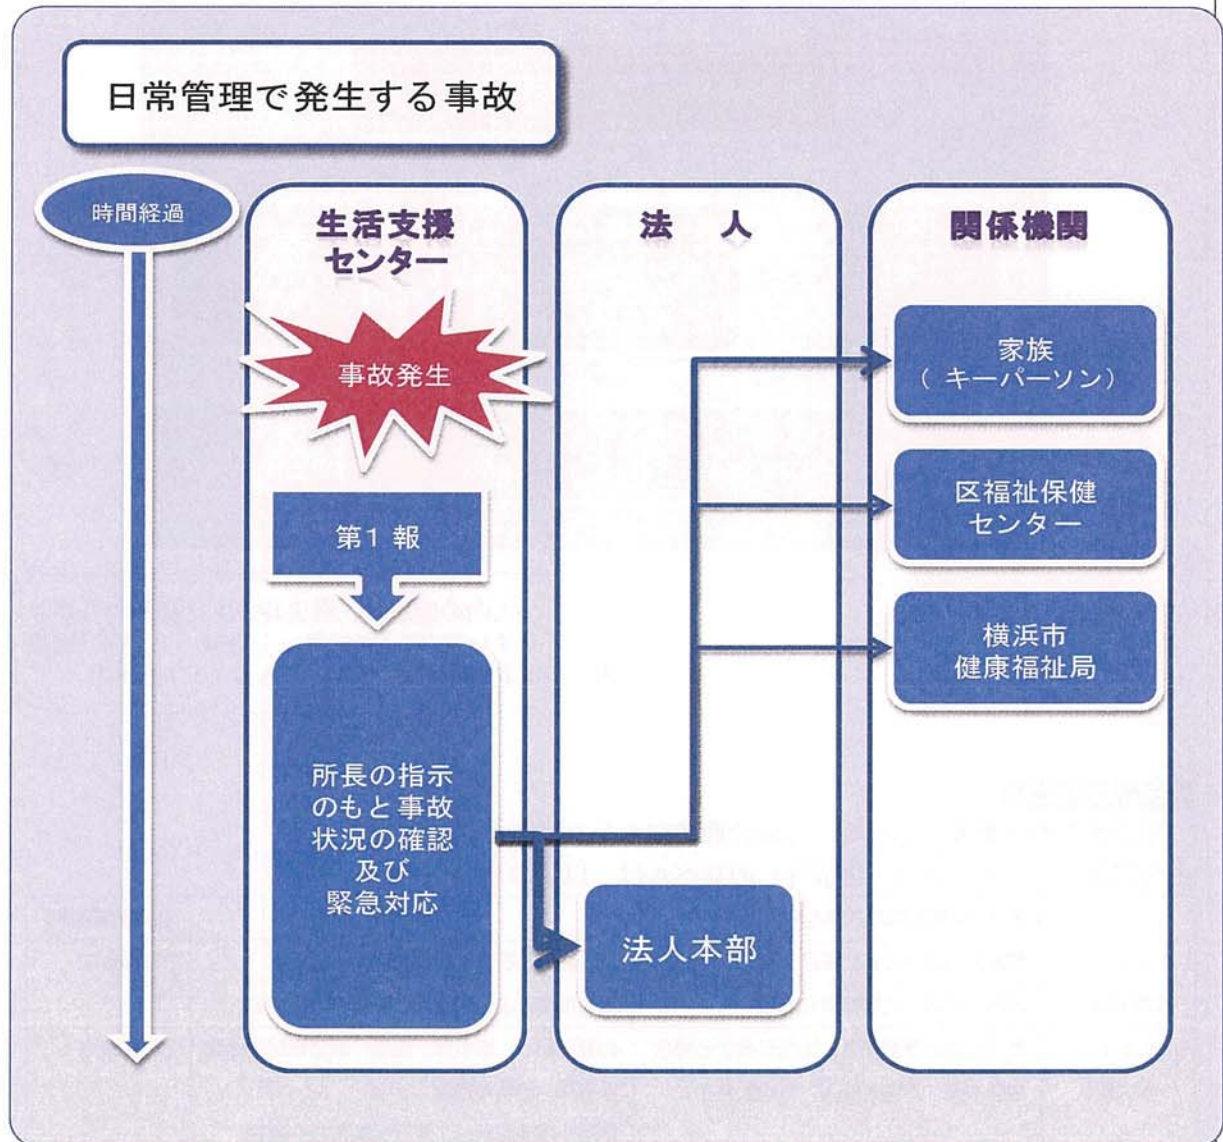 日常管理で発生する事故
時間経過
生活支援
センター
事故発生
第1 報
所長の指示
のもと事故
状況の確認
及び
緊急対応
法　人
法人本部
関係機関
家族
( キーパーソン)
区福祉保健
センター
横浜市
健康福祉局